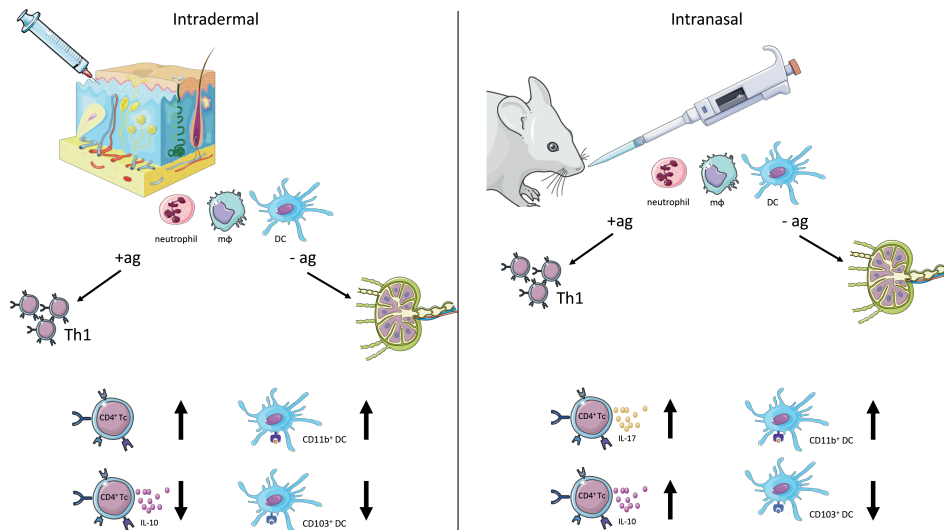 Intradermal
neutrophil
mϕ
DC
+ag
- ag
Th1
CD4⁺ Tc
CD11b⁺ DC
CD4⁺ Tc
IL-10
CD103⁺ DC
Intranasal
neutrophil
mϕ
DC
+ag
- ag
Th1
CD4⁺ Tc
IL-17
CD11b⁺ DC
CD4⁺ Tc
IL-10
CD103⁺ DC